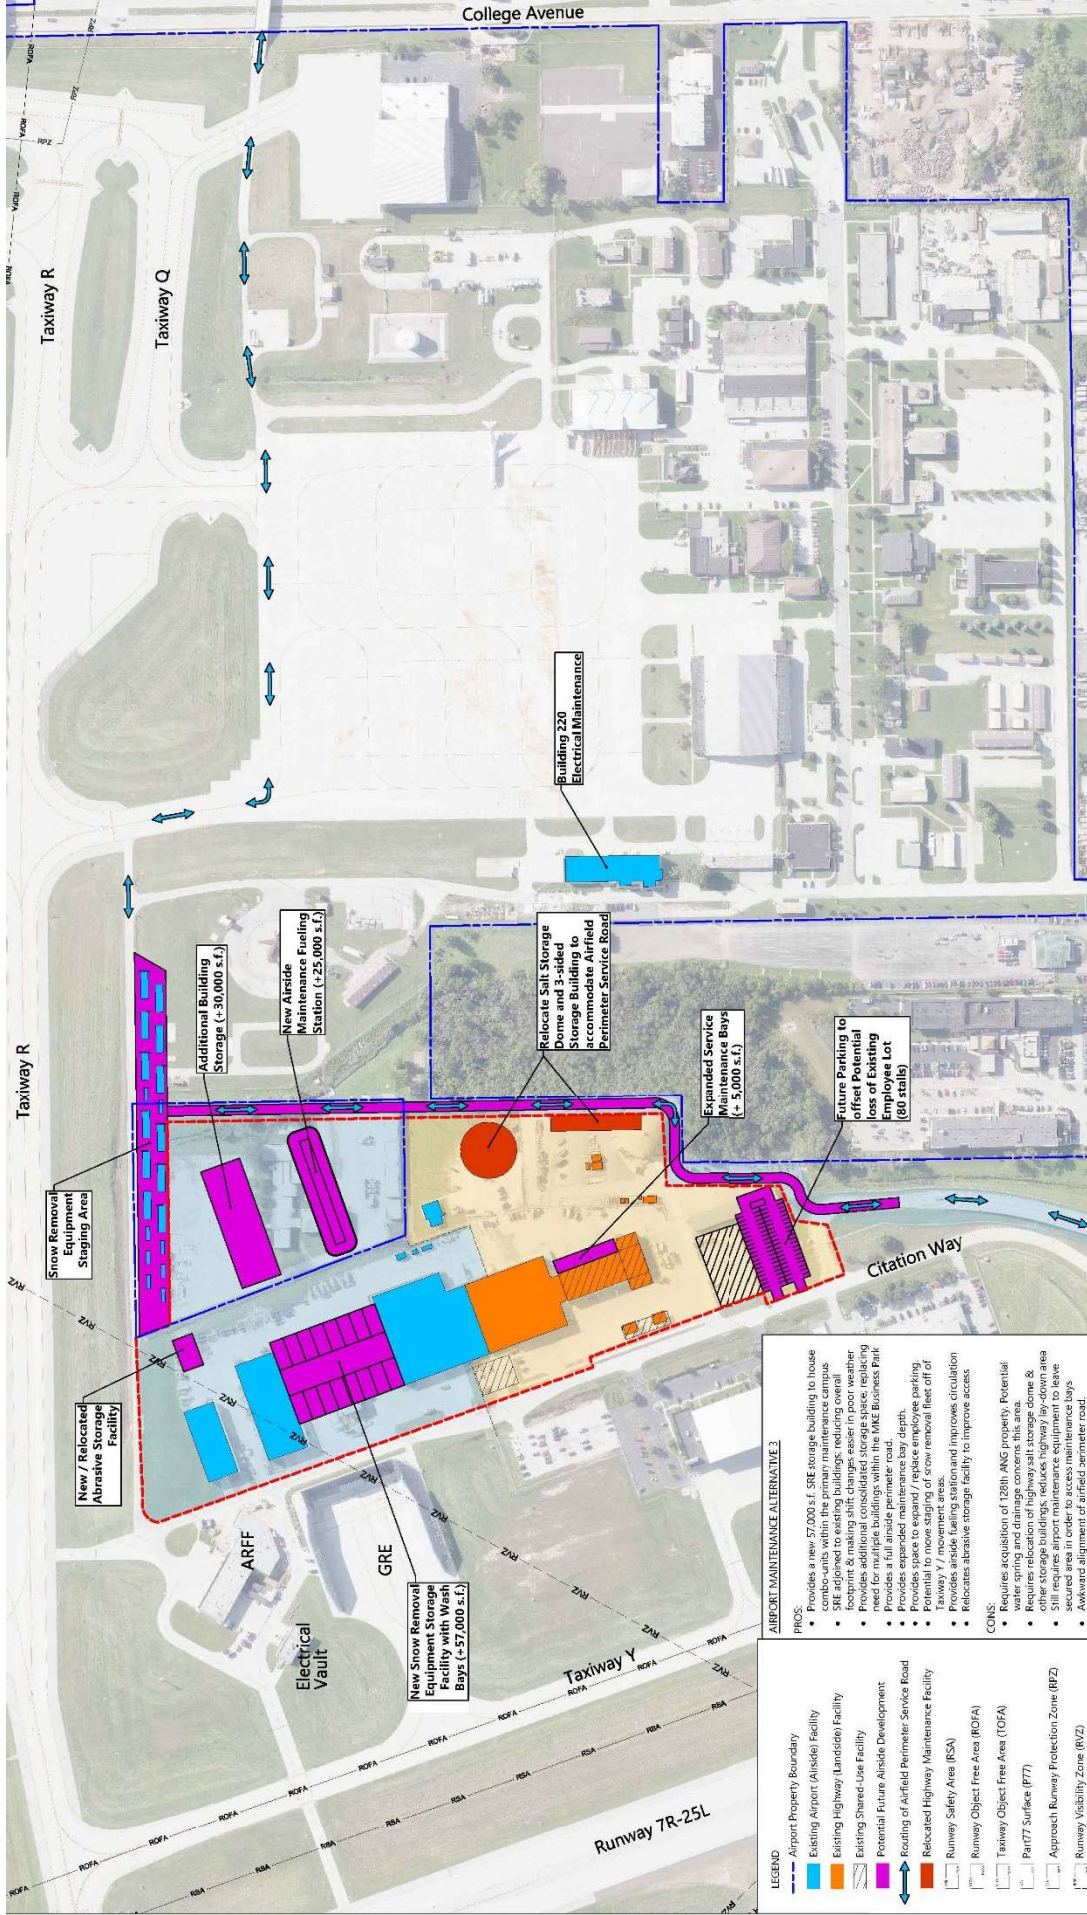 College Avenue
Taxiway R
Taxiway Q
Taxiway R
ROFA
RPZ
Snow Removal
Equipment
Staging Area
Additional Building
Storage (+30,000 s.f.)
New Airside
Maintenance Fueling
Station (+25,000 s.f.)
Building 220
Electrical Maintenance
Relocate Salt Storage
Dome and 3-sided
Storage Building to
accommodate Airfield
Perimeter Service Road
Expanded Service
Maintenance Bays
(+ 5,000 s.f.)
Future Parking to
offset Potential
loss of Existing
Employee Lot
(80 stalls)
New / Relocated
Abrasive Storage
Facility
New Snow Removal
Equipment Storage
Facility with Wash
Bays (+57,000 s.f.)
ARFF
GRE
Electrical
Vault
Citation Way
Taxiway Y
Runway 7R-25L
RVZ
ROFA
RSA
LEGEND
Airport Property Boundary
Existing Airport (Airside) Facility
Existing Highway (Landside) Facility
Existing Shared-Use Facility
Potential Future Airside Development
Routing of Airfield Perimeter Service Road
Relocated Highway Maintenance Facility
Runway Safety Area (RSA)
Runway Object Free Area (ROFA)
Taxiway Object Free Area (TOFA)
Part77 Surface (P77)
Approach Runway Protection Zone (RPZ)
Runway Visibility Zone (RVZ)
AIRPORT MAINTENANCE ALTERNATIVE 3
PROS:
• Provides a new 57,000 s.f. SRE storage building to house
combo-units within the primary maintenance campus
• SRE adjoined to existing buildings, reducing overall
footprint & making shift changes easier in poor weather
• Provides additional consolidated storage space, replacing
need for multiple buildings within the MKE Business Park
• Provides a full airside perimeter road.
• Provides expanded maintenance bay depth.
• Provides space to expand / replace employee parking.
• Potential to move staging of snow removal fleet off of
Taxiway Y / movement areas.
• Provides airside fueling station and improves circulation
• Relocates abrasive storage facility to improve access
CONS:
• Requires acquisition of 128th ANG property. Potential
water spring and drainage concerns this area.
• Requires relocation of highway salt storage dome &
other storage buildings, reduces highway lay-down area
• Still requires airport maintenance equipment to leave
secured area in order to access maintenance bays
• Awkward alignment of airfield perimeter road.